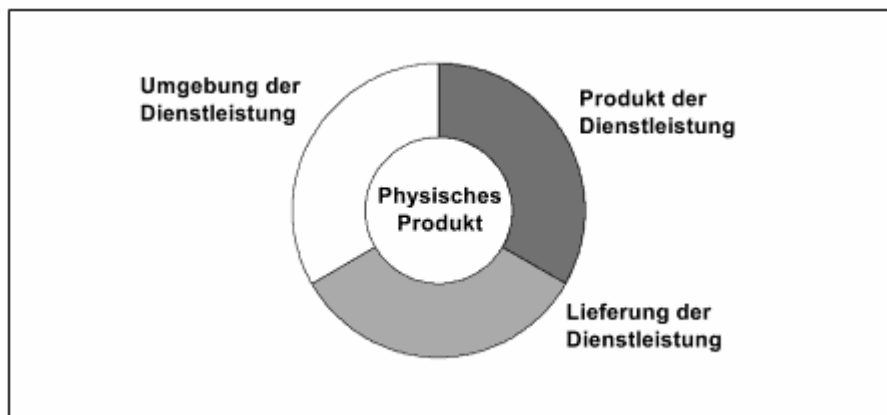 Umgebung der
Dienstleistung
Produkt der
Dienstleistung
Physisches
Produkt
Lieferung der
Dienstleistung